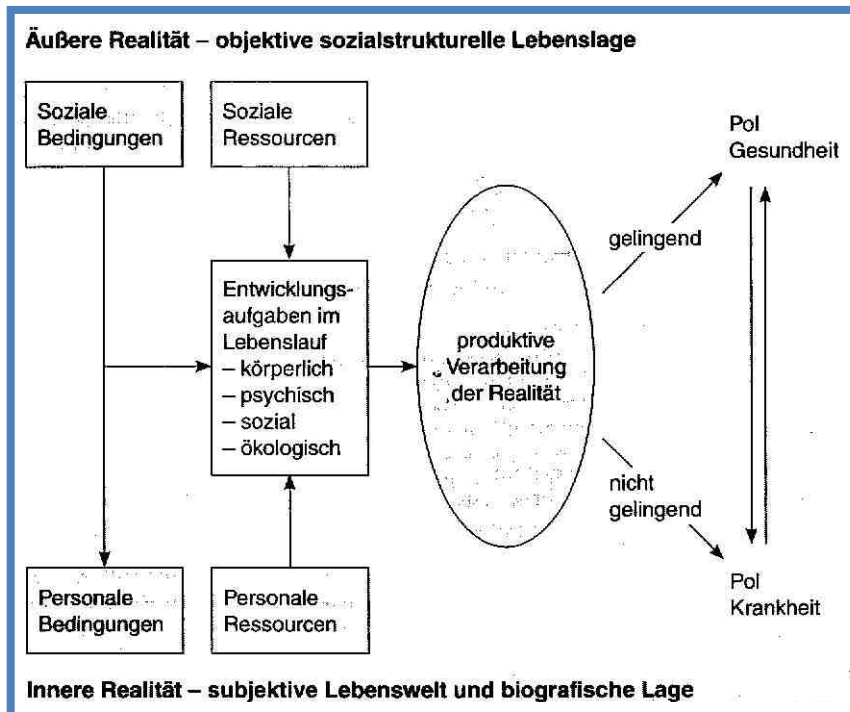 Äußere Realität – objektive sozialstrukturelle Lebenslage
Soziale
Bedingungen
Soziale
Ressourcen
Pol
Gesundheit
gelingend
Entwicklungs-
aufgaben im
Lebenslauf
– körperlich
– psychisch
– sozial
– ökologisch
produktive
Verarbeitung
der Realität
nicht
gelingend
Pol
Krankheit
Personale
Bedingungen
Personale
Ressourcen
Innere Realität – subjektive Lebenswelt und biografische Lage